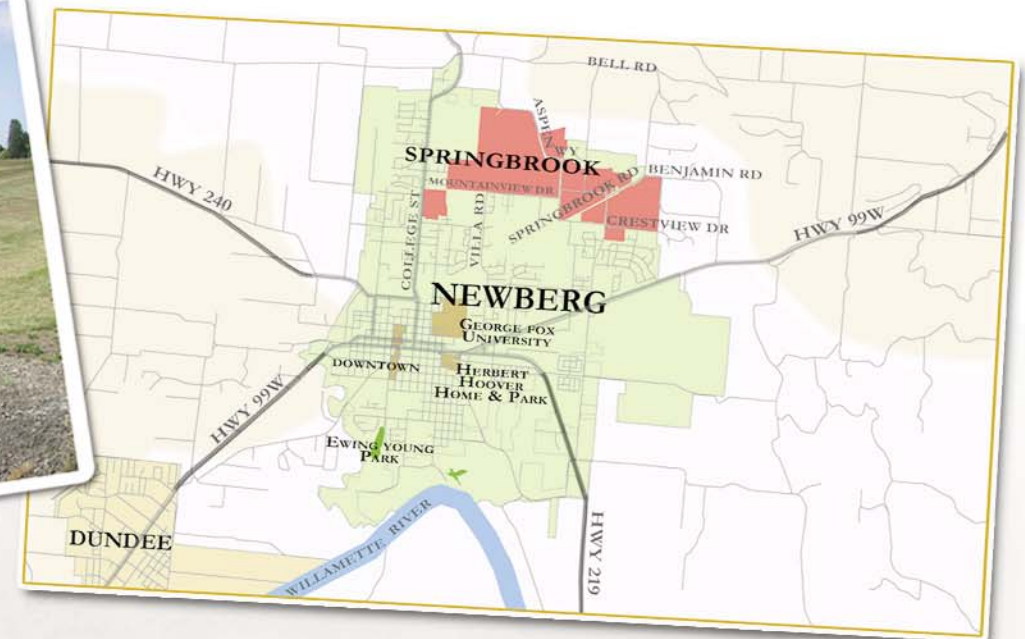 BELL RD
ASPEN WY
SPRINGBROOK
BENJAMIN RD
MOUNTAINVIEW DR
SPRINGBROOK RD
HWY 240
COLLEGE ST
VILLA RD
CRESTVIEW DR
HWY 99W
NEWBERG
GEORGE FOX
UNIVERSITY
DOWNTOWN
HERBERT
HOOVER
HOME & PARK
HWY 99W
EWING YOUNG
PARK
WILLAMETTE RIVER
HWY 219
DUNDEE